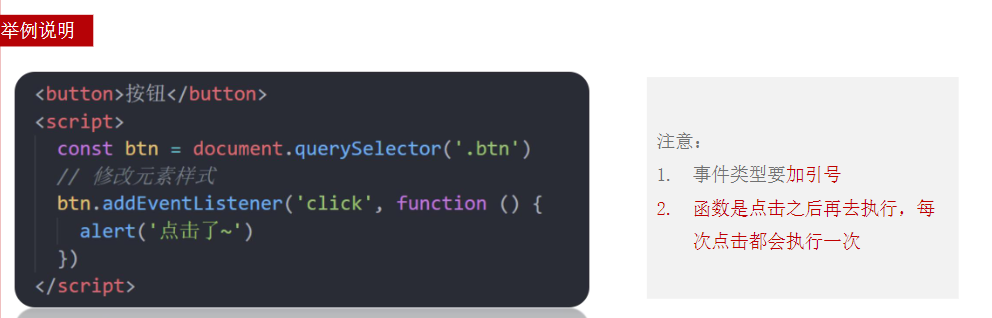 举例说明
<button>按钮</button>
<script>
const btn = document.querySelector('.btn')
// 修改元素样式
btn.addEventListener('click', function () {
alert('点击了~')
})
</script>
注意：
1. 事件类型要加引号
2. 函数是点击之后再去执行，每
次点击都会执行一次